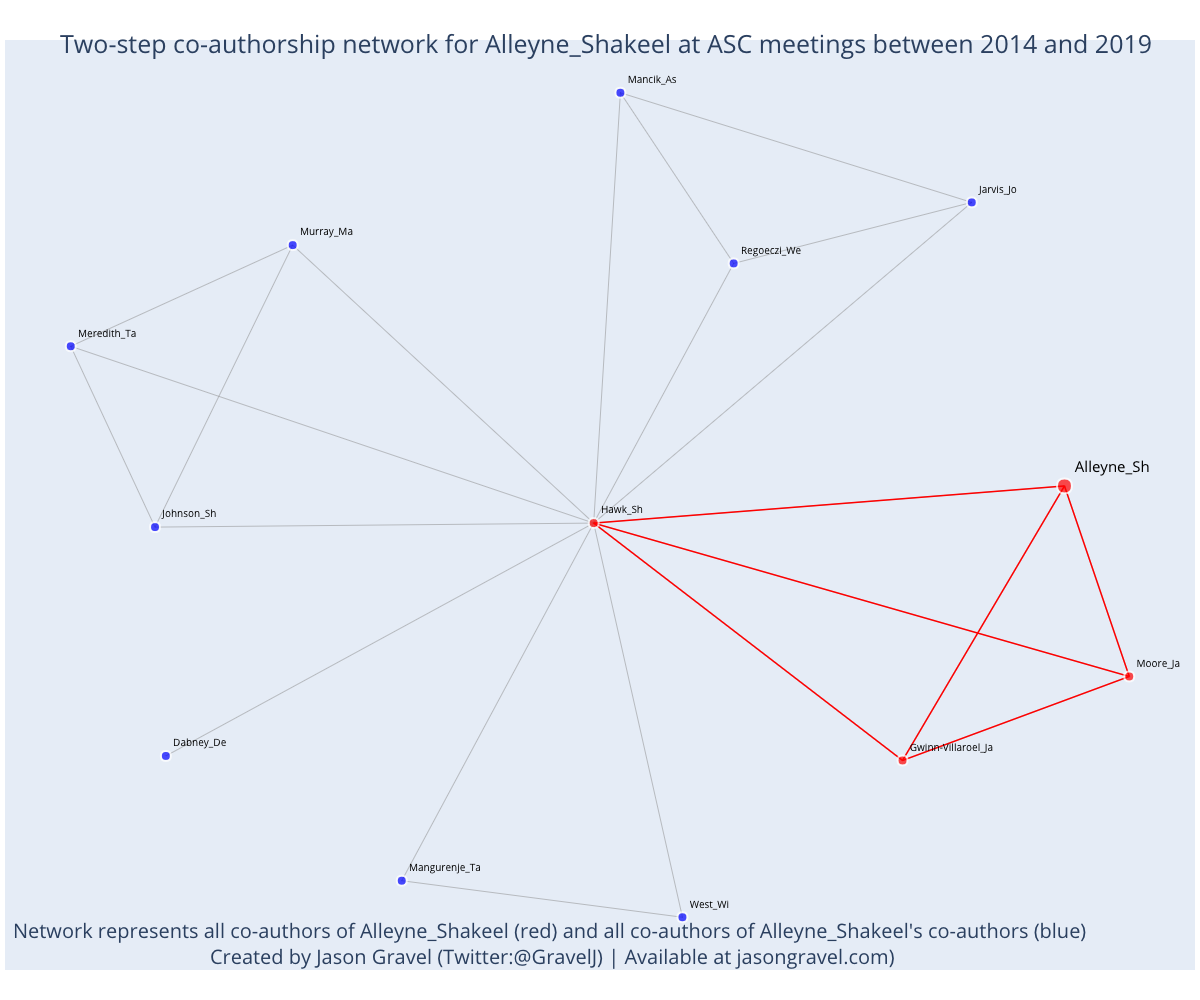 Two-step co-authorship network for Alleyne_Shakeel at ASC meetings between 2014 and 2019
Mancik_As
Jarvis_Jo
Murray_Ma
Regoeczi_We
Meredith_Ta
Alleyne_Sh
Johnson_Sh
Hawk_Sh
Moore_Ja
Dabney_De
Gwinn-Villaroel_Ja
Mangurenje_Ta
West_Wi
Network represents all co-authors of Alleyne_Shakeel (red) and all co-authors of Alleyne_Shakeel's co-authors (blue)
Created by Jason Gravel (Twitter:@GravelJ) | Available at jasongravel.com)